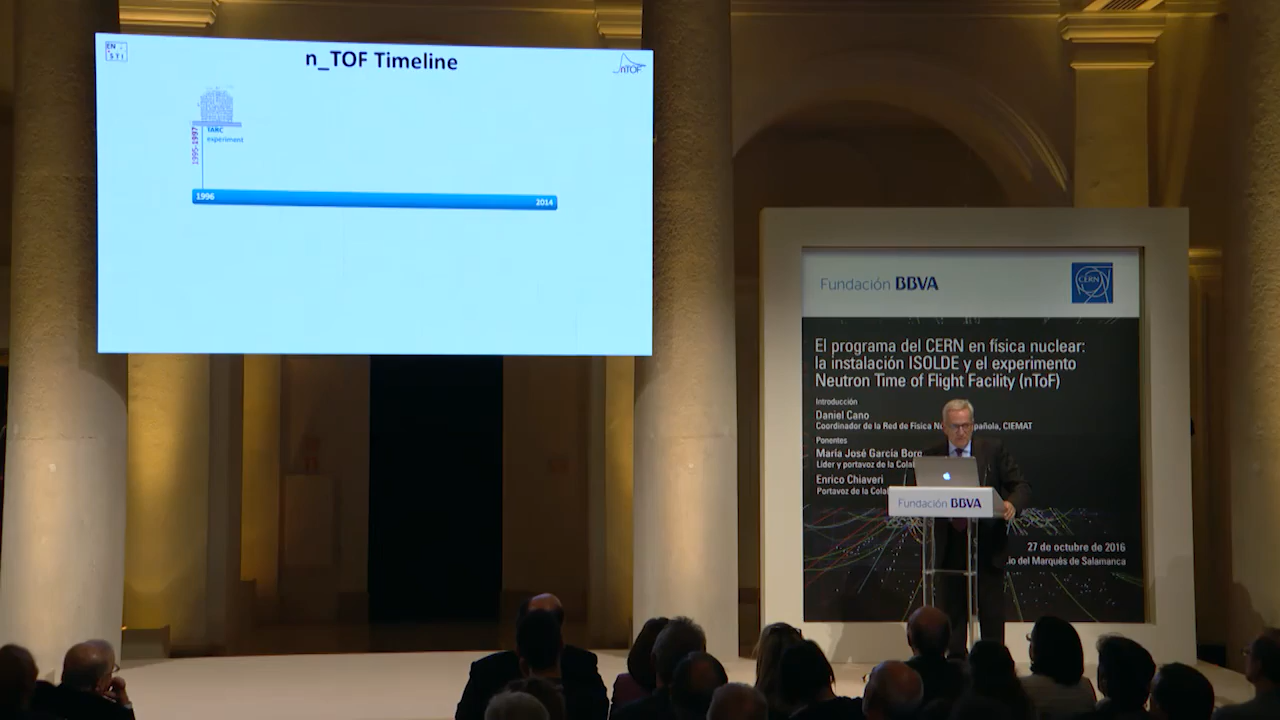 EN
STI
n_TOF Timeline
nTOF
1995-1997
TARC
experiment
1996
2014
Fundación BBVA
CERN
El programa del CERN en física nuclear:
la instalación ISOLDE y el experimento
Neutron Time of Flight Facility (nToF)
Introducción
Daniel Cano
Coordinador de la Red de Física Nu española, CIEMAT
Ponentes
María José García Borg
Líder y portavoz de la Colab
Enrico Chiaveri
Portavoz de la Colab
Fundación BBVA
27 de octubre de 2016
io del Marqués de Salamanca